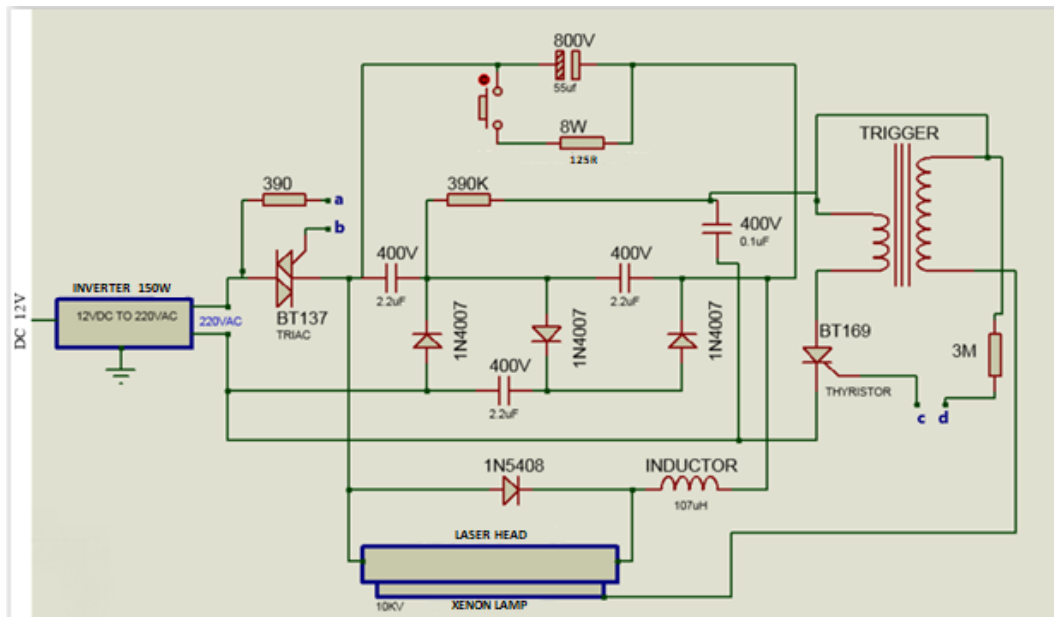 800V
55uf
8W
125R
TRIGGER
390
a
390K
b
400V
0.1uF
400V
400V
DC 12V
INVERTER 150W
12VDC TO 220VAC
220VAC
2.2uF
2.2uF
BT137
TRIAC
1N4007
1N4007
1N4007
BT169
3M
400V
THYRISTOR
2.2uF
c d
1N5408
INDUCTOR
107uH
LASER HEAD
10KV
XENON LAMP